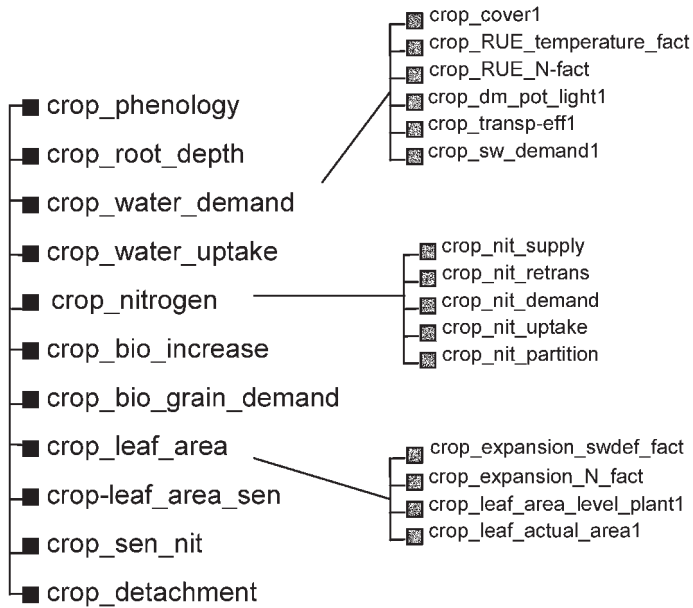 crop_phenology
crop_root_depth
crop_water_demand
crop_water_uptake
crop_nitrogen
crop_bio_increase
crop_bio_grain_demand
crop_leaf_area
crop-leaf_area_sen
crop_sen_nit
crop_detachment
crop_cover1
crop_RUE_temperature_fact
crop_RUE_N-fact
crop_dm_pot_light1
crop_transp-eff1
crop_sw_demand1
crop_nit_supply
crop_nit_retrans
crop_nit_demand
crop_nit_uptake
crop_nit_partition
crop_expansion_swdef_fact
crop_expansion_N_fact
crop_leaf_area_level_plant1
crop_leaf_actual_area1